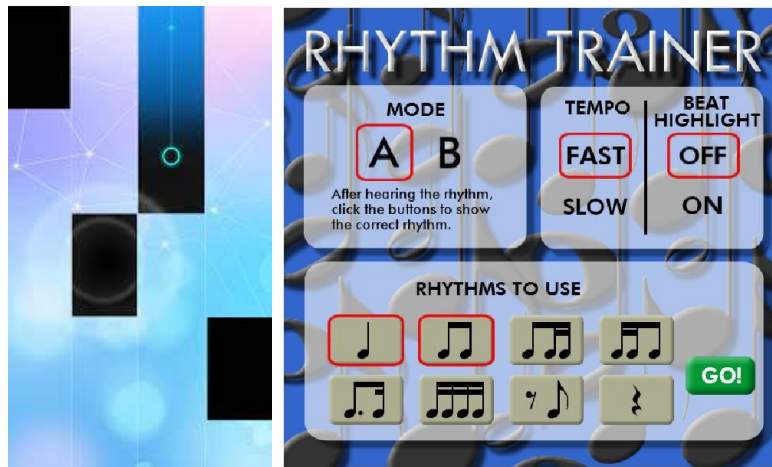 RHYTHM TRAINER
MODE
A B
After hearing the rhythm,
click the buttons to show
the correct rhythm.
TEMPO
FAST
SLOW
BEAT
HIGHLIGHT
OFF
ON
RHYTHMS TO USE
GO!